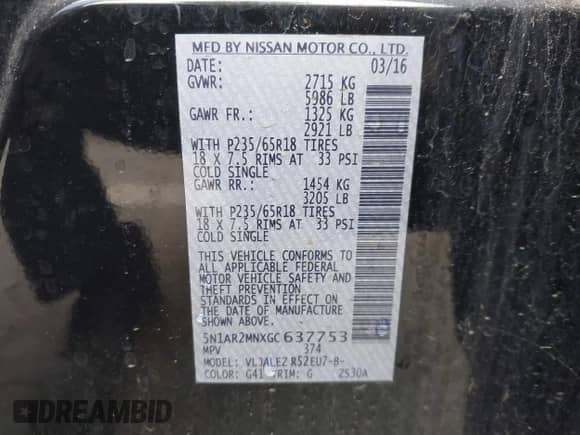 MFD BY NISSAN MOTOR CO., LTD.
DATE: 03/16
GVWR: 2715 KG
5986 LB
GAWR FR.: 1325 KG
2921 LB
WITH P235/65R18 TIRES
18 X 7.5 RIMS AT 33 PSI
COLD SINGLE
GAWR RR.: 1454 KG
3205 LB
WITH P235/65R18 TIRES
18 X 7.5 RIMS AT 33 PSI
COLD SINGLE
THIS VEHICLE CONFORMS TO
ALL APPLICABLE FEDERAL
MOTOR VEHICLE SAFETY AND
THEFT PREVENTION
STANDARDS IN EFFECT ON
THE DATE OF MANUFACTURE
SHOWN ABOVE.
5N1AR2MNXGC637753
MPV 374
MODEL: R52EU7-B-
COLOR: G41 TRIM: G 2530A
DREAMBID